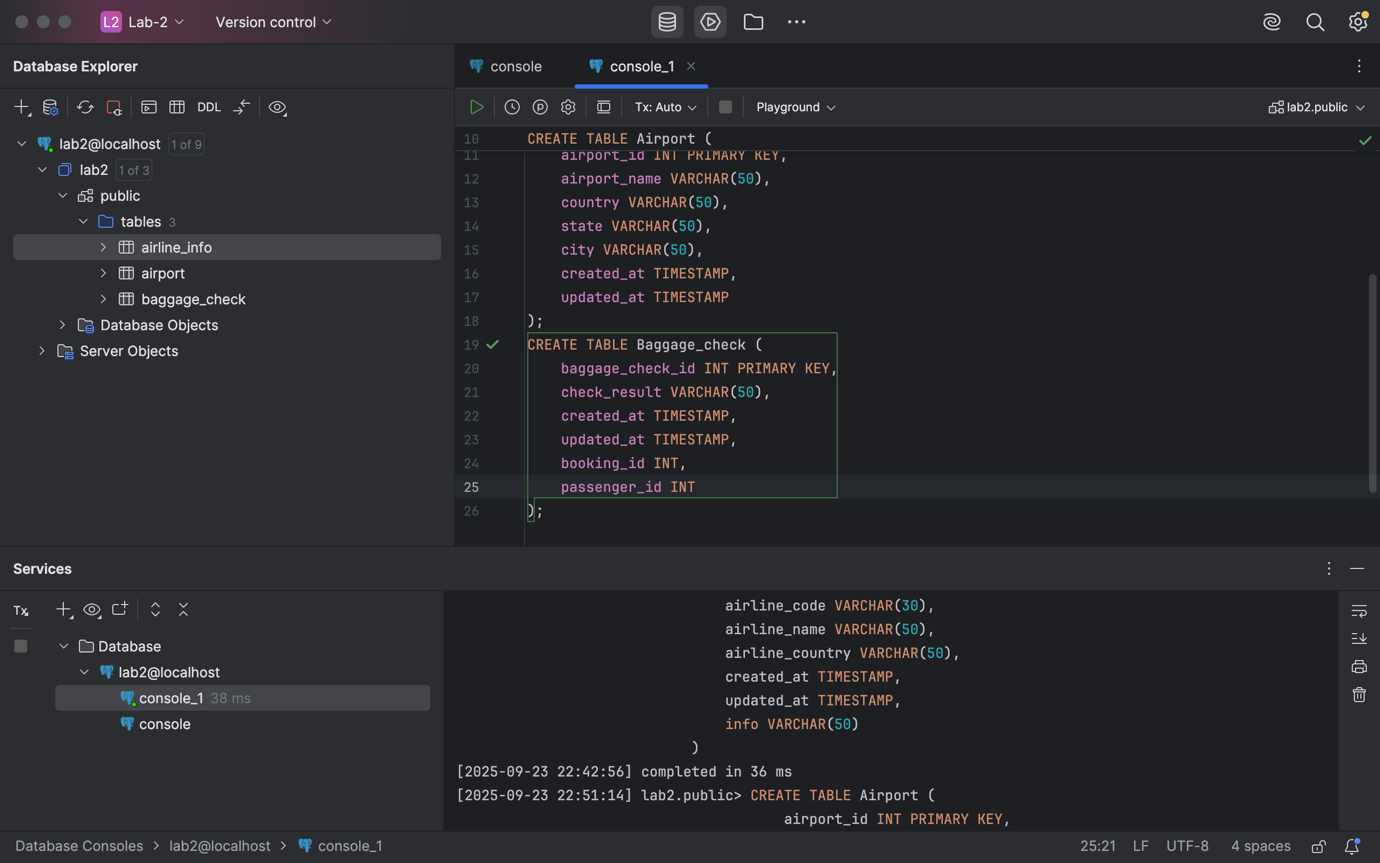 L2 Lab-2 Version control
Database Explorer
console
console_1
DDL
Tx: Auto
Playground
lab2.public
lab2@localhost 1 of 9
lab2 1 of 3
public
tables 3
airline_info
airport
baggage_check
Database Objects
Server Objects
10 CREATE TABLE Airport (
11 airport_id INT PRIMARY KEY,
12 airport_name VARCHAR(50),
13 country VARCHAR(50),
14 state VARCHAR(50),
15 city VARCHAR(50),
16 created_at TIMESTAMP,
17 updated_at TIMESTAMP
18 );
19 CREATE TABLE Baggage_check (
20 baggage_check_id INT PRIMARY KEY,
21 check_result VARCHAR(50),
22 created_at TIMESTAMP,
23 updated_at TIMESTAMP,
24 booking_id INT,
25 passenger_id INT
26 );
Services
Tx
Database
lab2@localhost
console_1 38 ms
console
airline_code VARCHAR(30),
airline_name VARCHAR(50),
airline_country VARCHAR(50),
created_at TIMESTAMP,
updated_at TIMESTAMP,
info VARCHAR(50)
)
[2025-09-23 22:42:56] completed in 36 ms
[2025-09-23 22:51:14] lab2.public> CREATE TABLE Airport (
airport_id INT PRIMARY KEY,
Database Consoles > lab2@localhost > console_1
25:21 LF UTF-8 4 spaces